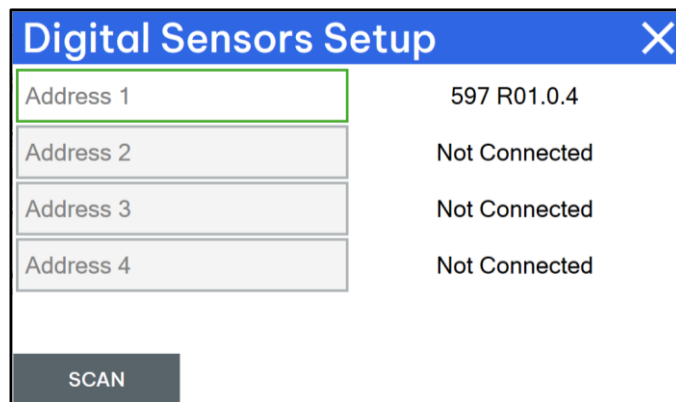 Digital Sensors Setup
Address 1 597 R01.0.4
Address 2 Not Connected
Address 3 Not Connected
Address 4 Not Connected
SCAN